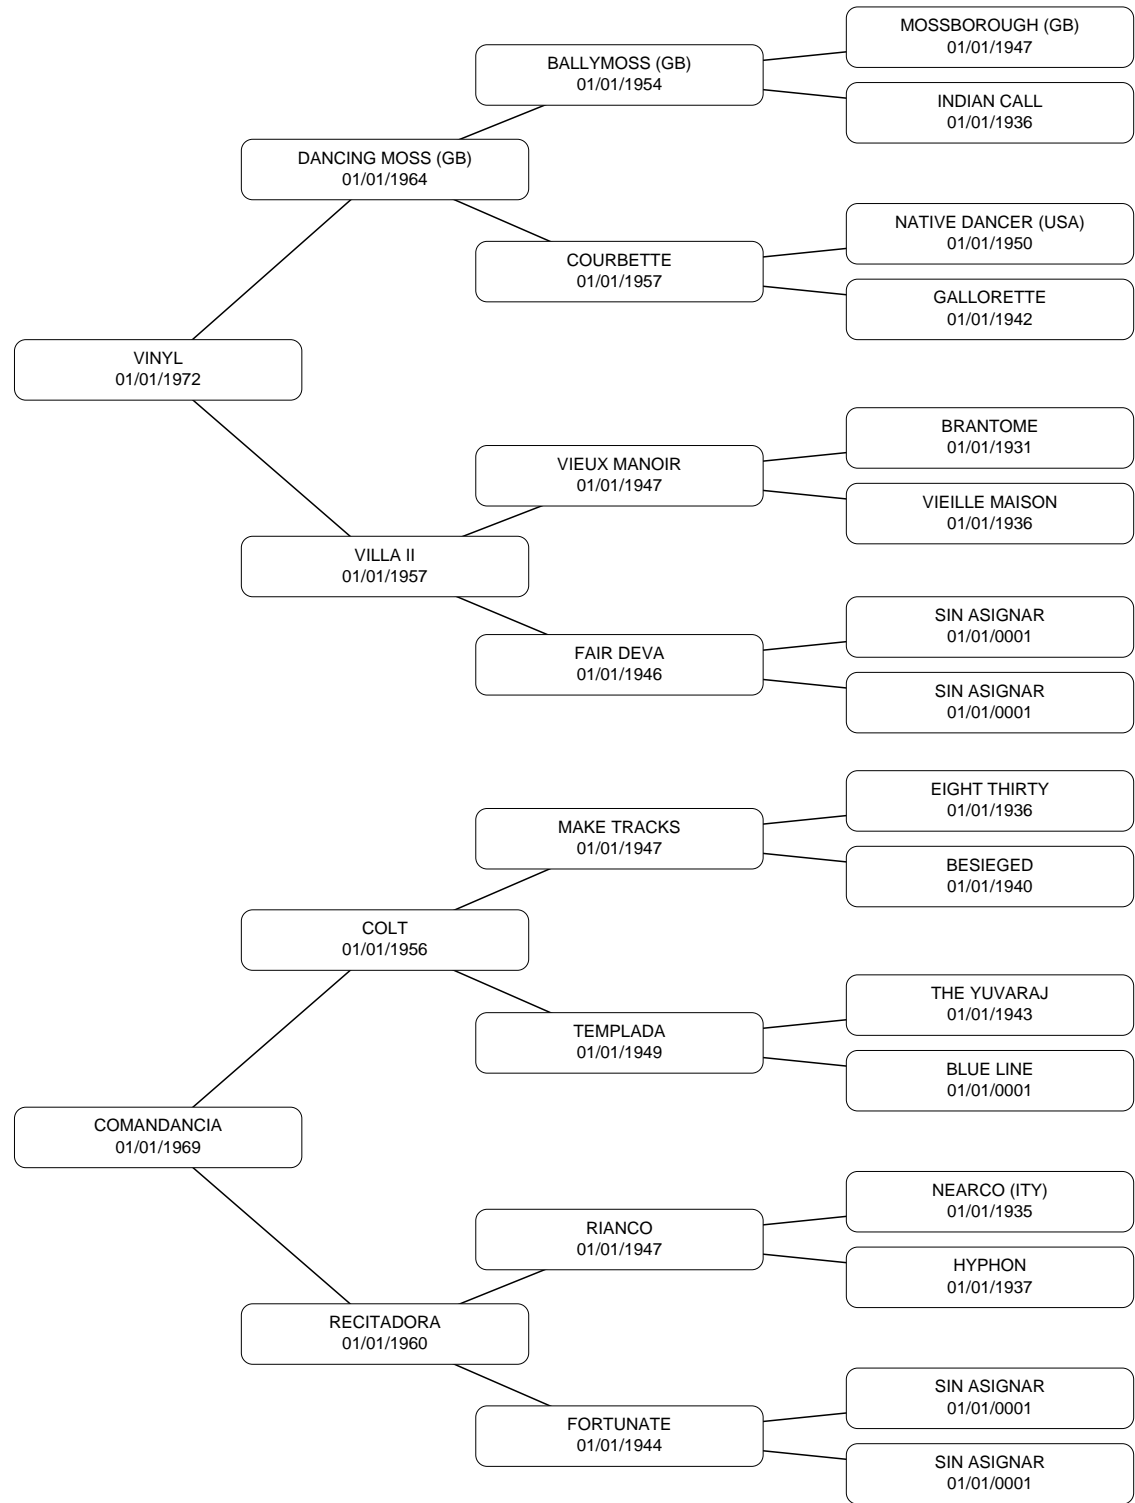 MOSSBOROUGH (GB)
01/01/1947
BALLYMOSS (GB)
01/01/1954
INDIAN CALL
01/01/1936
DANCING MOSS (GB)
01/01/1964
NATIVE DANCER (USA)
01/01/1950
COURBETTE
01/01/1957
GALLORETTE
01/01/1942
VINYL
01/01/1972
BRANTOME
01/01/1931
VIEUX MANOIR
01/01/1947
VIEILLE MAISON
01/01/1936
VILLA II
01/01/1957
SIN ASIGNAR
01/01/0001
FAIR DEVA
01/01/1946
SIN ASIGNAR
01/01/0001
EIGHT THIRTY
01/01/1936
MAKE TRACKS
01/01/1947
BESIEGED
01/01/1940
COLT
01/01/1956
THE YUVARAJ
01/01/1943
TEMPLADA
01/01/1949
BLUE LINE
01/01/0001
COMANDANCIA
01/01/1969
NEARCO (ITY)
01/01/1935
RIANCO
01/01/1947
HYPHON
01/01/1937
RECITADORA
01/01/1960
SIN ASIGNAR
01/01/0001
FORTUNATE
01/01/1944
SIN ASIGNAR
01/01/0001